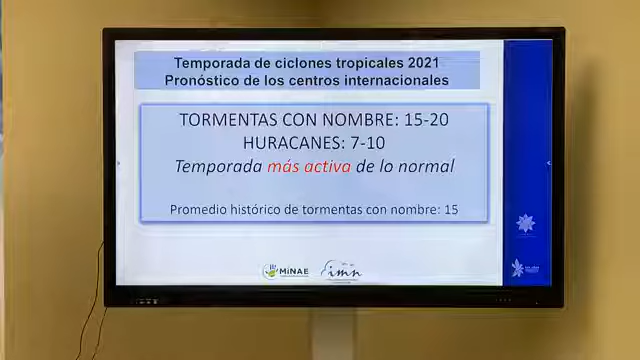 Temporada de ciclones tropicales 2021
Pronóstico de los centros internacionales
TORMENTAS CON NOMBRE: 15-20
HURACANES: 7-10
Temporada más activa de lo normal
Promedio histórico de tormentas con nombre: 15
MINAE
imn